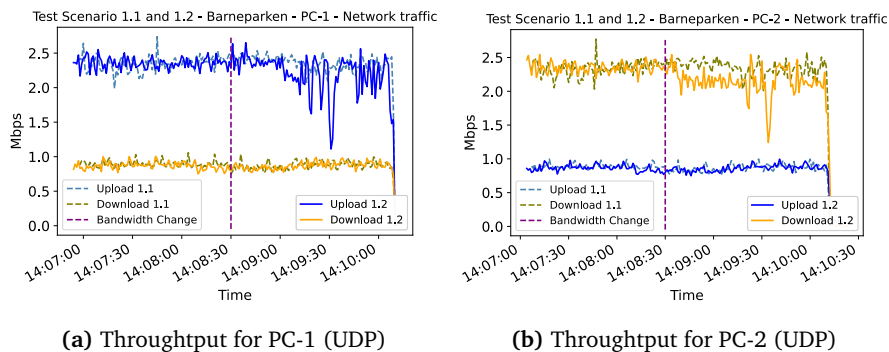 Test Scenario 1.1 and 1.2 - Barneparken - PC-1 - Network traffic
Mbps
2.5
2.0
1.5
1.0
0.5
0.0
Upload 1.1
Download 1.1
Bandwidth Change
Upload 1.2
Download 1.2
14:07:00
14:07:30
14:08:00
14:08:30
14:09:00
14:09:30
14:10:00
Time
(a) Throughtput for PC-1 (UDP)
Test Scenario 1.1 and 1.2 - Barneparken - PC-2 - Network traffic
Mbps
2.5
2.0
1.5
1.0
0.5
0.0
Upload 1.1
Download 1.1
Bandwidth Change
Upload 1.2
Download 1.2
14:07:00
14:07:30
14:08:00
14:08:30
14:09:00
14:09:30
14:10:00
14:10:30
Time
(b) Throughtput for PC-2 (UDP)